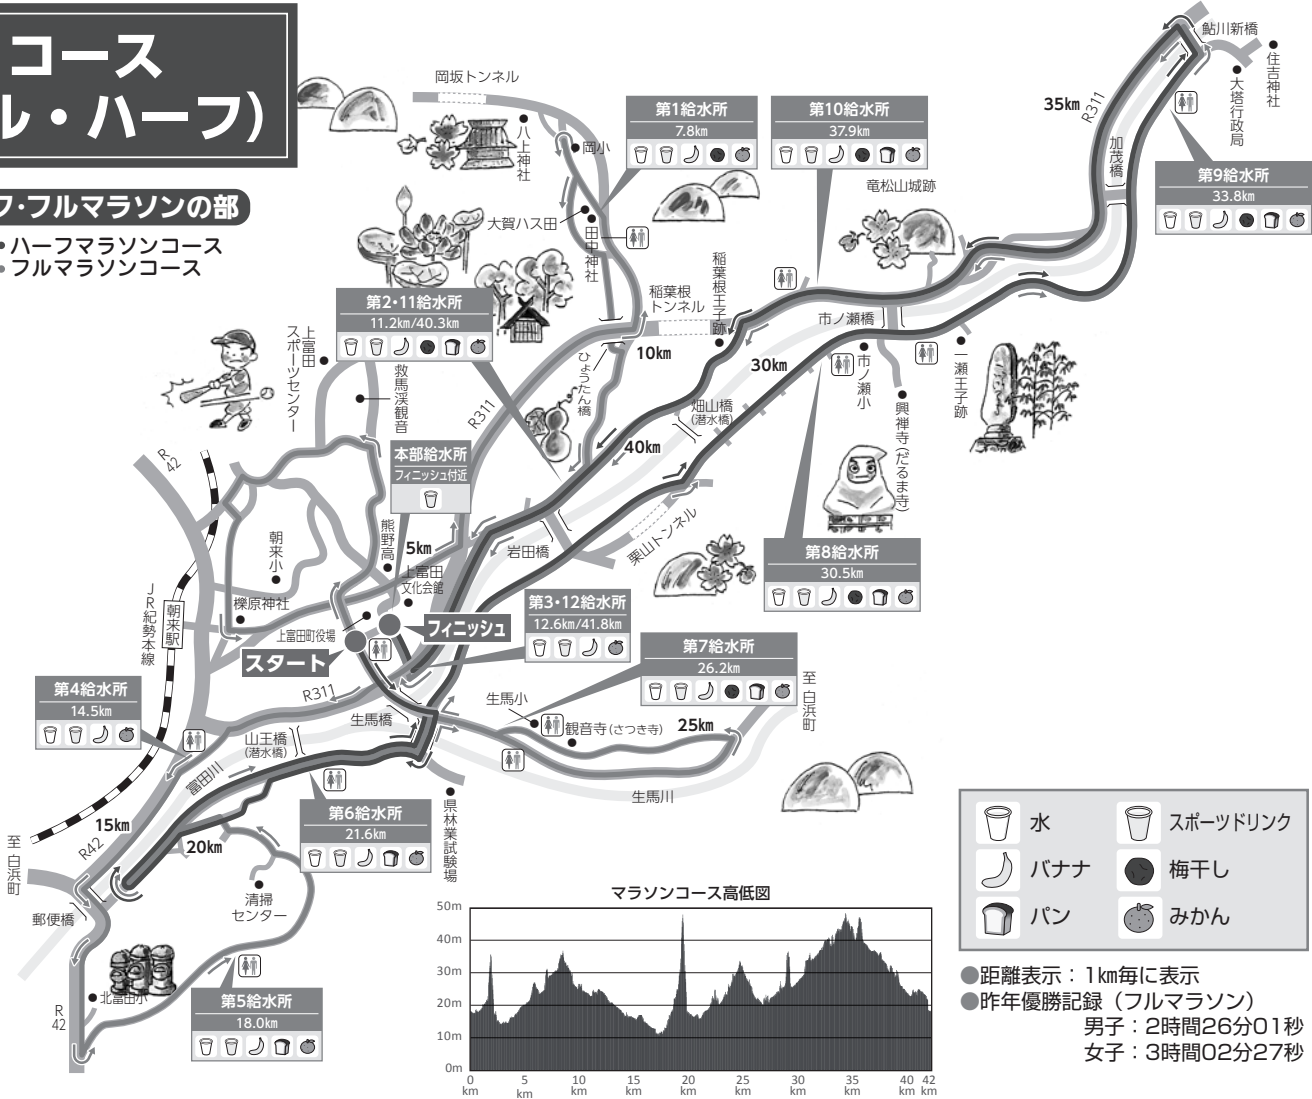 コース
ル・ハーフ）
フ・フルマラソンの部
ハーフマラソンコース
フルマラソンコース
岡坂トンネル
八上神社
岡小
第1給水所
7.8km
第10給水所
37.9km
竜松山城跡
鮎川新橋
住吉神社
大塔行政局
35km
R311
加茂橋
第9給水所
33.8km
大賀ハス田
田中神社
稲葉根王子跡
稲葉根
トンネル
第2・11給水所
11.2km/40.3km
上富田
スポーツセンター
救馬渓観音
R311
10km
ひょうたん橋
市ノ瀬橋
30km
市ノ瀬小
一瀬王子跡
興禅寺(だるま寺)
畑山橋
(潜水橋)
40km
本部給水所
フィニッシュ付近
R
42
熊野高
5km
岩田橋
栗山トンネル
第8給水所
30.5km
朝来小
櫟原神社
上富田
文化会館
上富田町役場
スタート
フィニッシュ
第3・12給水所
12.6km/41.8km
第7給水所
26.2km
JR紀勢本線
朝来駅
第4給水所
14.5km
R311
生馬橋
生馬小
観音寺(さつき寺)
25km
至 白浜町
山王橋
(潜水橋)
富田川
生馬川
第6給水所
21.6km
県林業試験場
15km
R42
20km
至 白浜町
郵便橋
清掃
センター
北富田小
R
42
第5給水所
18.0km
マラソンコース高低図
50m
40m
30m
20m
10m
0m
0 5 10 15 20 25 30 35 40 42
km km km km km km km km km km
水
スポーツドリンク
バナナ
梅干し
パン
みかん
●距離表示：1km毎に表示
●昨年優勝記録（フルマラソン）
男子：2時間26分01秒
女子：3時間02分27秒